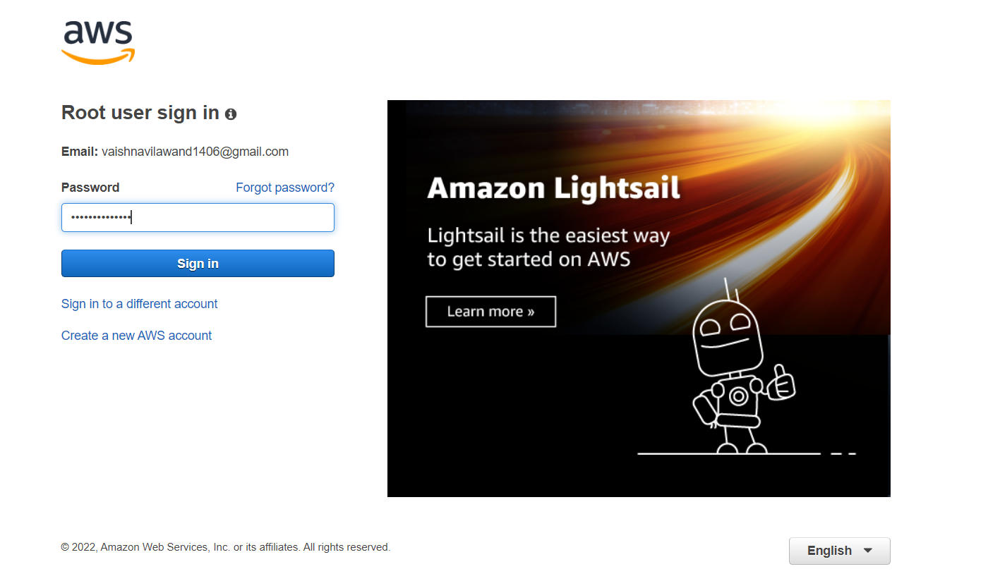 aws
Root user sign in
Email: vaishnavilawand1406@gmail.com
Password
Forgot password?
••••••••••••••
Sign in
Sign in to a different account
Create a new AWS account
Amazon Lightsail
Lightsail is the easiest way
to get started on AWS
Learn more »
© 2022, Amazon Web Services, Inc. or its affiliates. All rights reserved.
English